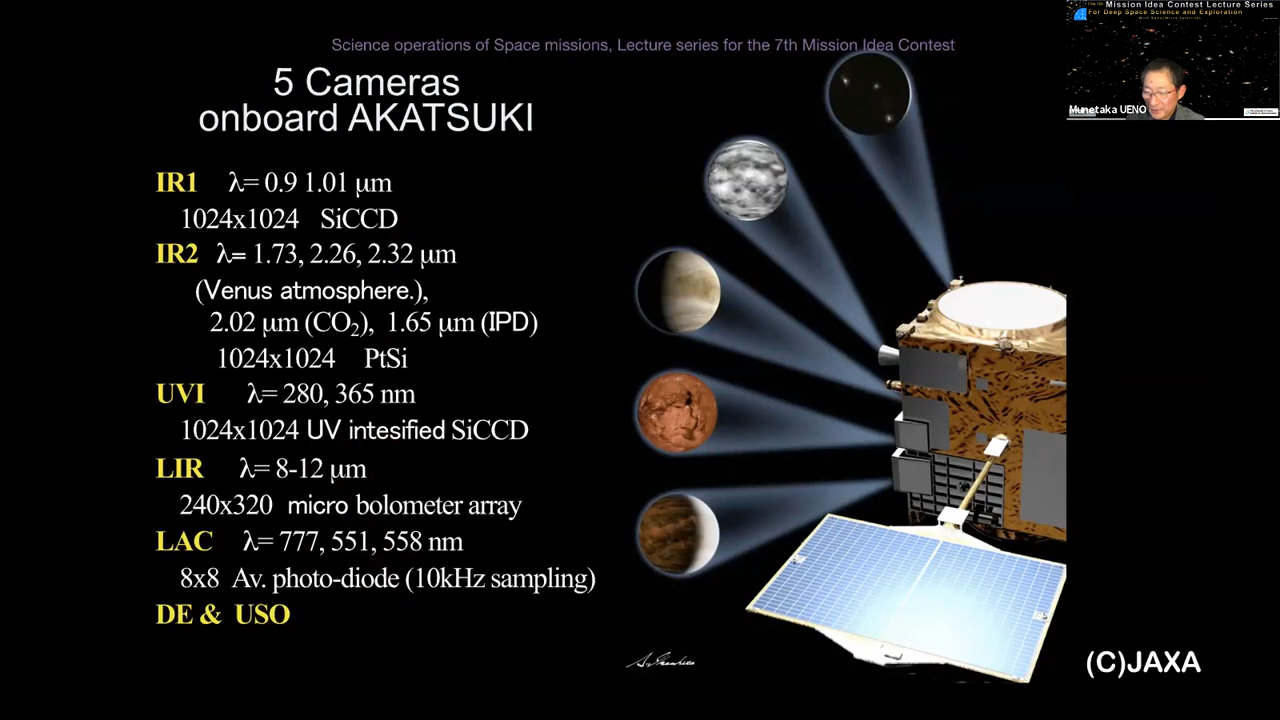 Science operations of Space missions, Lecture series for the 7th Mission Idea Contest
5 Cameras
onboard AKATSUKI
IR1 λ= 0.9 1.01 μm
1024x1024 SiCCD
IR2 λ= 1.73, 2.26, 2.32 μm
(Venus atmosphere.),
2.02 μm (CO₂), 1.65 μm (IPD)
1024x1024 PtSi
UVI λ= 280, 365 nm
1024x1024 UV intesified SiCCD
LIR λ= 8-12 μm
240x320 micro bolometer array
LAC λ= 777, 551, 558 nm
8x8 Av. photo-diode (10kHz sampling)
DE & USO
(C)JAXA
Mission Idea Contest Lecture Series
For Deep Space Science and Exploration
Munetaka UENO